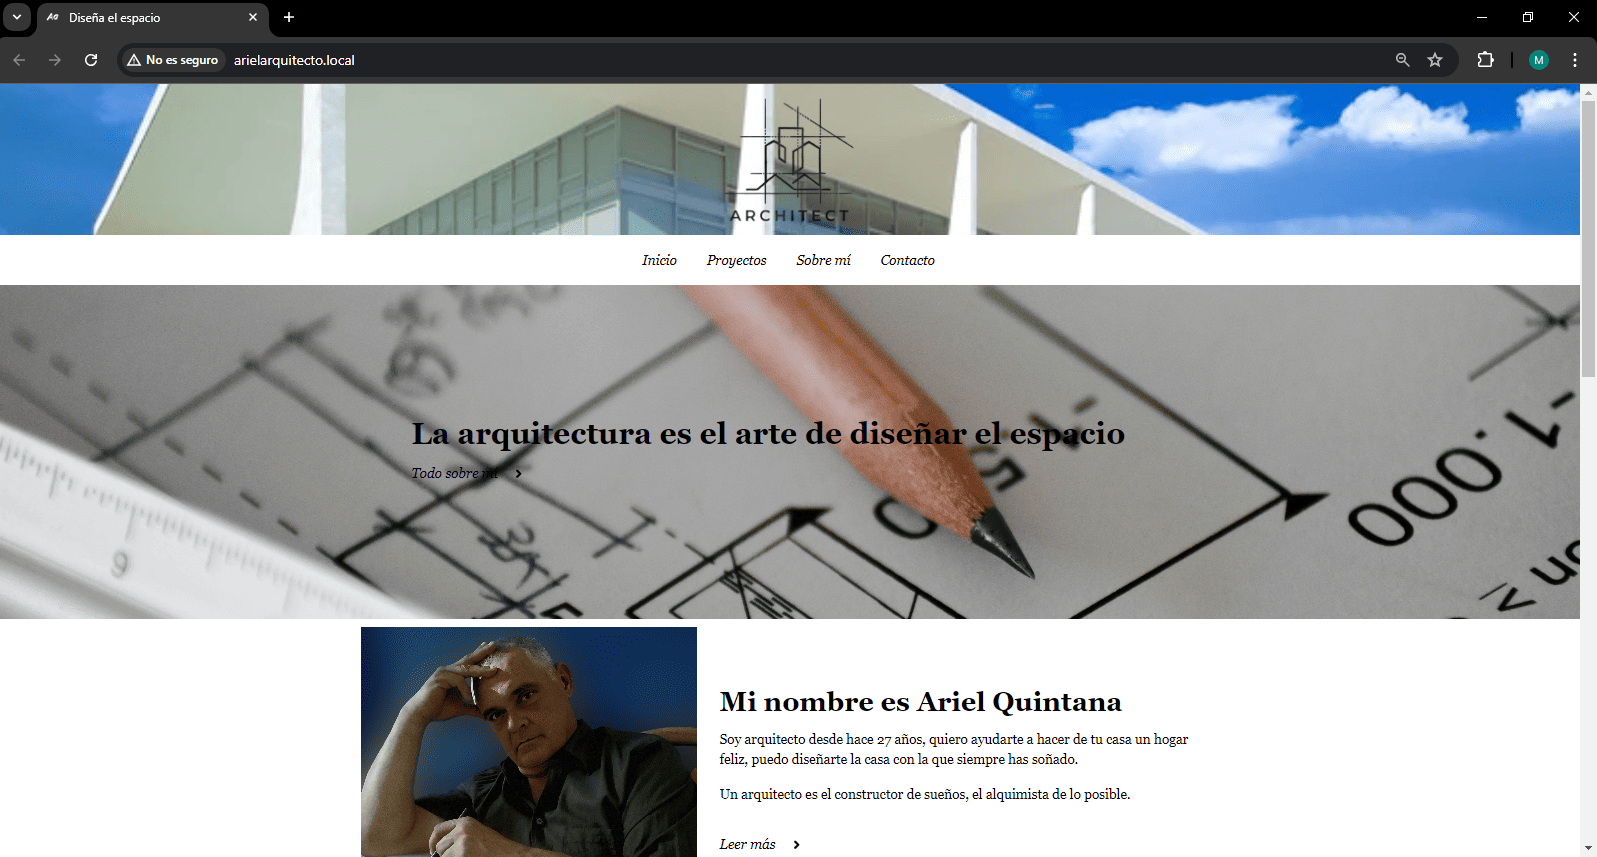 Diseña el espacio
No es seguro
arielarquitecto.local
M
ARCHITECT
Inicio
Proyectos
Sobre mí
Contacto
La arquitectura es el arte de diseñar el espacio
Todo sobre mí
000
9
Mi nombre es Ariel Quintana
Soy arquitecto desde hace 27 años, quiero ayudarte a hacer de tu casa un hogar
feliz, puedo diseñarte la casa con la que siempre has soñado.
Un arquitecto es el constructor de sueños, el alquimista de lo posible.
Leer más